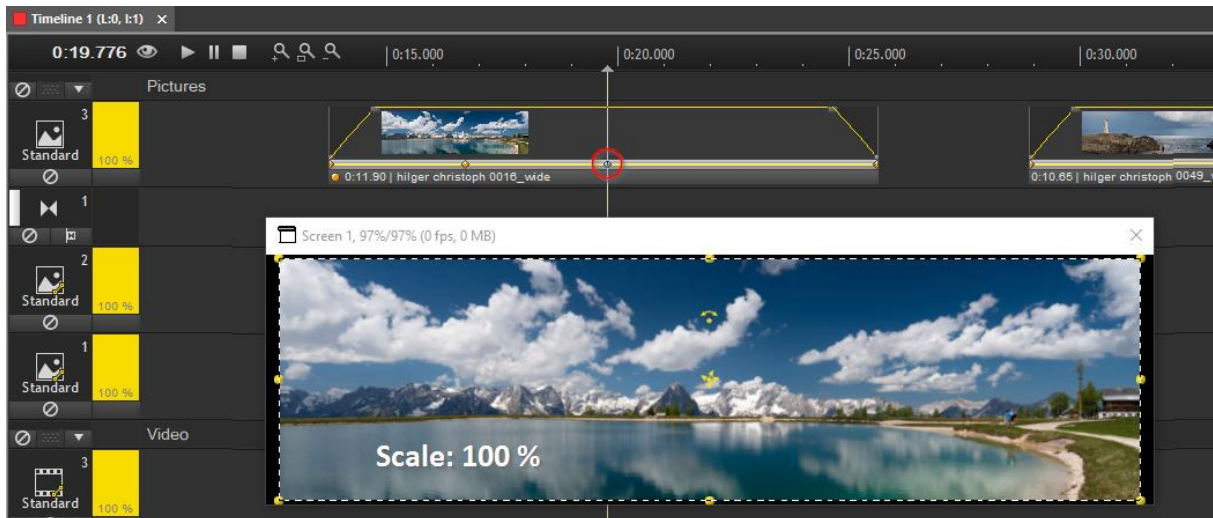 Timeline 1 (L:0, I:1) ×
0:19.776
0:15.000
0:20.000
0:25.000
0:30.000
Pictures
3
Standard
100 %
0:11.90 | hilger christoph 0016_wide
0:10.65 | hilger christoph 0049_
1
Screen 1, 97%/97% (0 fps, 0 MB)
2
Standard
100 %
1
Standard
100 %
Scale: 100 %
Video
3
Standard
100 %